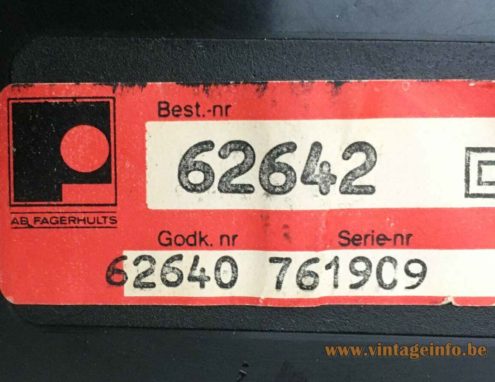 Best.-nr
62642
AB FAGERHULTS
Godk. nr Serie-nr
62640 761909
www.vintageinfo.be